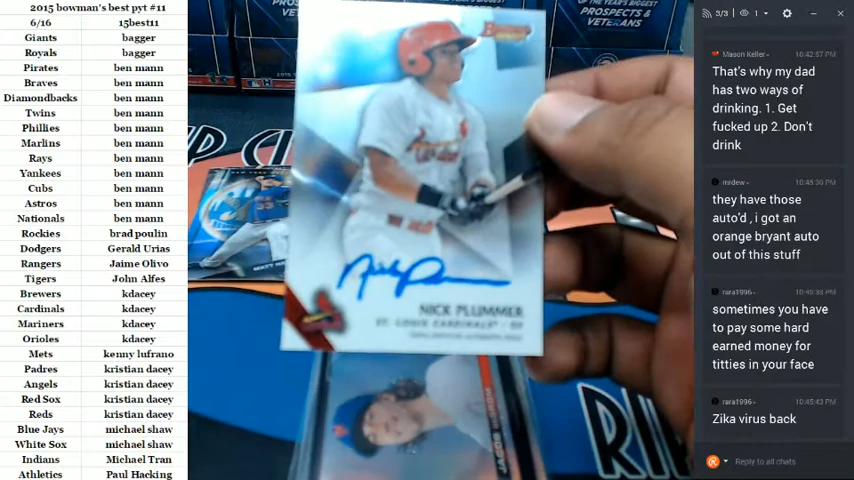 2015 bowman's best pyt #11
6/16 15best11
Giants bagger
Royals bagger
Pirates ben mann
Braves ben mann
Diamondbacks ben mann
Twins ben mann
Phillies ben mann
Marlins ben mann
Rays ben mann
Yankees ben mann
Cubs ben mann
Astros ben mann
Nationals ben mann
Rockies brad poulin
Dodgers Gerald Urias
Rangers Jaime Olivo
Tigers John Alfes
Brewers kdacey
Cardinals kdacey
Mariners kdacey
Orioles kdacey
Mets kenny lufrano
Padres kristian dacey
Angels kristian dacey
Red Sox kristian dacey
Reds kristian dacey
Blue Jays michael shaw
White Sox michael shaw
Indians Michael Tran
Athletics Paul Hacking
PROSPECTS &
VETERANS
NICK PLUMMER
ST. LOUIS CARDINALS
JACOB DEGROM
RI
3/3 1
Mason Keller 10:42:57 PM
That's why my dad
has two ways of
drinking. 1. Get
fucked up 2. Don't
drink
mrdew 10:45:30 PM
they have those
auto'd , i got an
orange bryant auto
out of this stuff
rara1996 10:45:33 PM
sometimes you have
to pay some hard
earned money for
titties in your face
rara1996 10:45:43 PM
Zika virus back
Reply to all chats